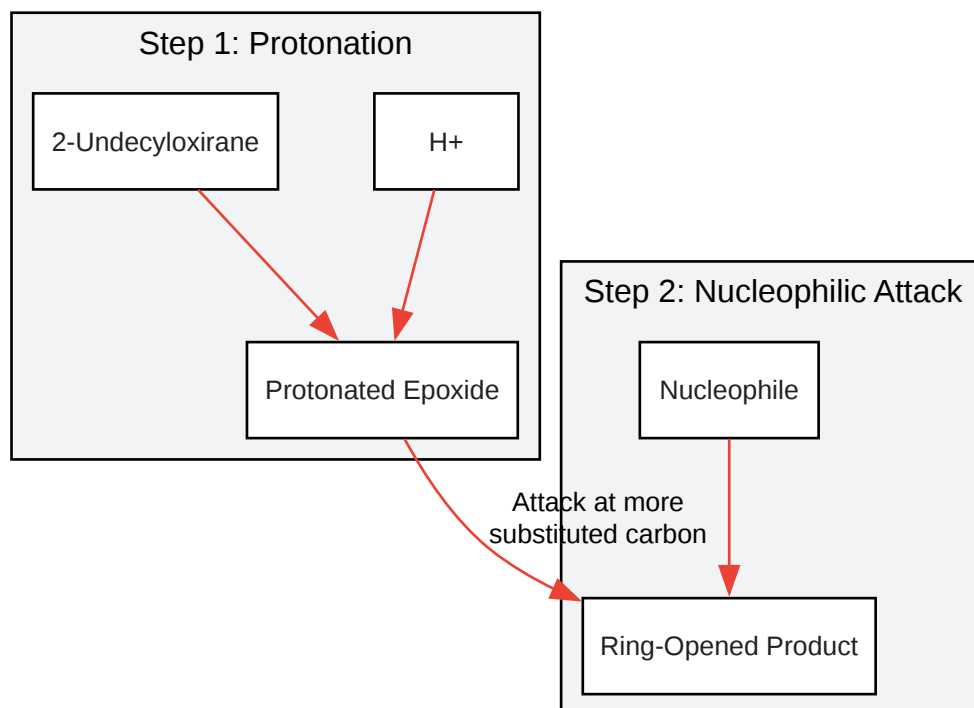 Step 1: Protonation
2-Undecyloxirane
H+
Protonated Epoxide
Step 2: Nucleophilic Attack
Nucleophile
Attack at more
substituted carbon
Ring-Opened Product